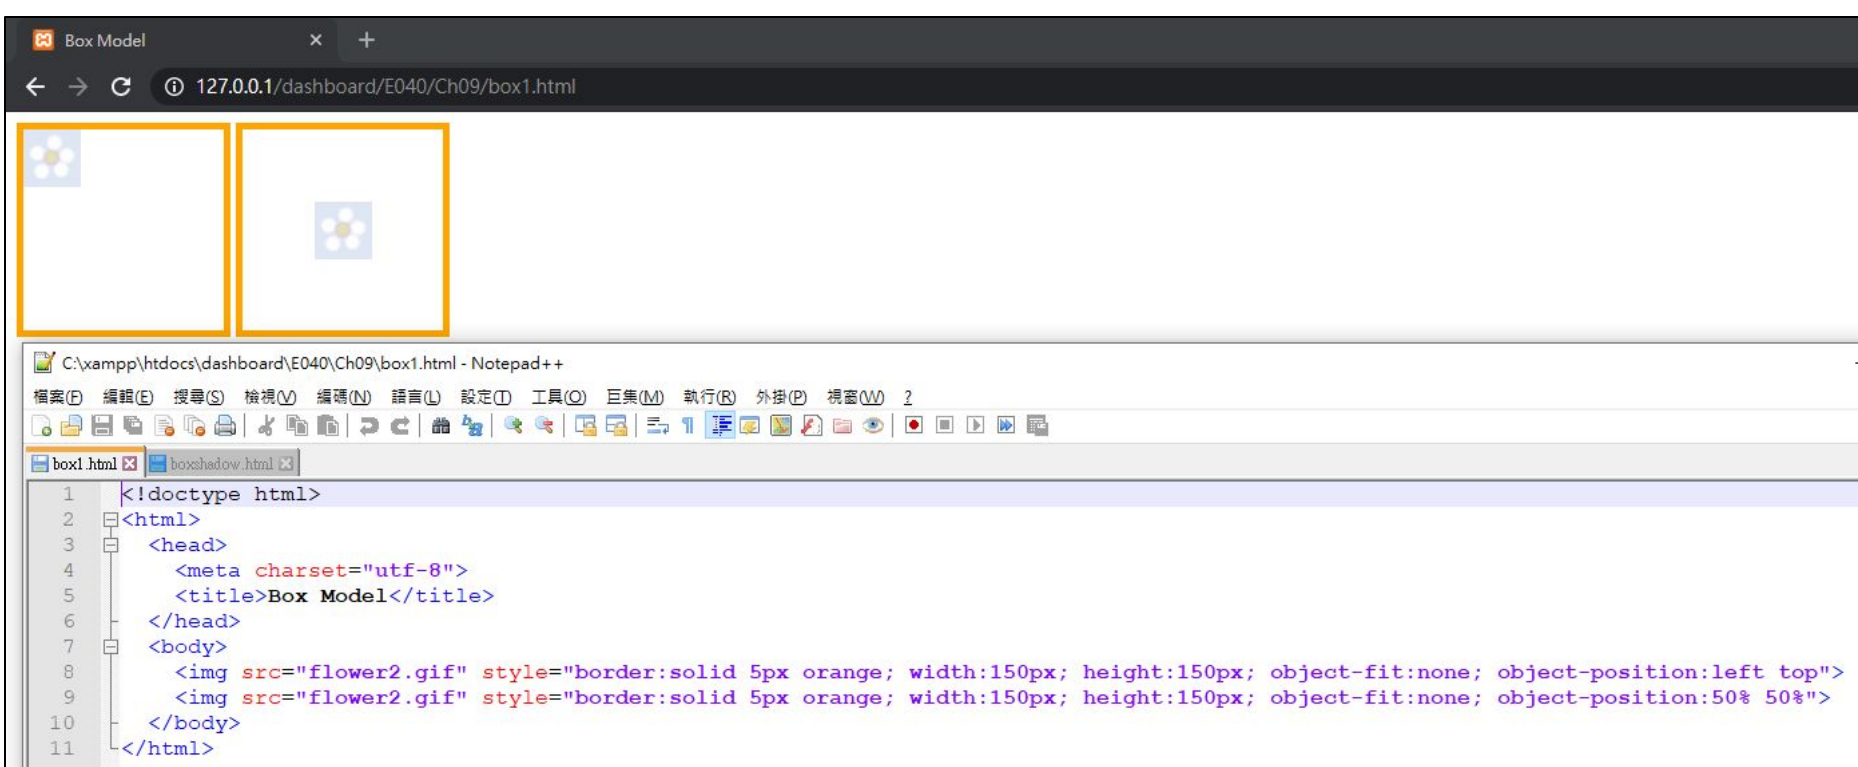 Box Model
127.0.0.1/dashboard/E040/Ch09/box1.html
C:\xampp\htdocs\dashboard\E040\Ch09\box1.html - Notepad++
檔案(F) 編輯(E) 搜尋(S) 檢視(V) 編碼(N) 語言(L) 設定(T) 工具(O) 巨集(M) 執行(R) 外掛(P) 視窗(W) ?
box1.html boxshadow.html
1 <!doctype html>
2 <html>
3 <head>
4 <meta charset="utf-8">
5 <title>Box Model</title>
6 </head>
7 <body>
8 <img src="flower2.gif" style="border:solid 5px orange; width:150px; height:150px; object-fit:none; object-position:left top">
9 <img src="flower2.gif" style="border:solid 5px orange; width:150px; height:150px; object-fit:none; object-position:50% 50%">
10 </body>
11 </html>